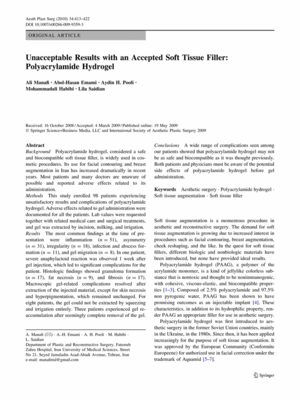 Aesth Plast Surg (2010) 34:413–422
DOI 10.1007/s00266-009-9359-3
ORIGINAL ARTICLE
Unacceptable Results with an Accepted Soft Tissue Filler:
Polyacrylamide Hydrogel
Ali Manafi · Abol-Hasan Emami · Aydin H. Pooli ·
Mohammadali Habibi · Lila Saidian
Received: 16 October 2008 / Accepted: 4 March 2009 / Published online: 19 May 2009
© Springer Science+Business Media, LLC and International Society of Aesthetic Plastic Surgery 2009
Abstract
Background Polyacrylamide hydrogel, considered a safe
and biocompatible soft tissue filler, is widely used in cos-
metic procedures. Its use for facial contouring and breast
augmentation in Iran has increased dramatically in recent
years. Most patients and many doctors are unaware of
possible and reported adverse effects related to its
administration.
Methods This study enrolled 98 patients experiencing
unsatisfactory results and complications of polyacrylamide
hydrogel. Adverse effects related to gel administration were
documented for all the patients. Lab values were requested
together with related medical care and surgical treatments,
and gel was extracted by incision, milking, and irrigation.
Results The most common findings at the time of pre-
sentation were inflammation (n = 51), asymmetry
(n = 31), irregularity (n = 18), infection and abscess for-
mation (n = 11), and gel migration (n = 8). In one patient,
severe anaphylactoid reaction was observed 1 week after
gel injection, which led to significant complications for the
patient. Histologic findings showed granuloma formation
(n = 37), fat necrosis (n = 9), and fibrosis (n = 17).
Macroscopic gel-related complications resolved after
extraction of the injected material, except for skin necrosis
and hyperpigmentation, which remained unchanged. For
eight patients, the gel could not be extracted by squeezing
and irrigation entirely. Three patients experienced gel re-
accumulation after seemingly complete removal of the gel.
A. Manafi · A.-H. Emami · A. H. Pooli · M. Habibi ·
L. Saidian
Department of Plastic and Reconstructive Surgery, Fatemeh
Zahra Hospital, Iran University of Medical Sciences, Street
No 21, Seyed Jamaladin Asad-Abadi Avenue, Tehran, Iran
e-mail: manafimd@gmail.com
Conclusions A wide range of complications seen among
our patients showed that polyacrylamide hydrogel may not
be as safe and biocompatible as it was thought previously.
Both patients and physicians must be aware of the potential
side effects of polyacrylamide hydrogel before gel
administration.
Keywords Aesthetic surgery · Polyacrylamide hydrogel ·
Soft tissue augmentation · Soft tissue filler
Soft tissue augmentation is a momentous procedure in
aesthetic and reconstructive surgery. The demand for soft
tissue augmentation is growing due to increased interest in
procedures such as facial contouring, breast augmentation,
cheek reshaping, and the like. In the quest for soft tissue
fillers, different biologic and nonbiologic materials have
been introduced, but none have provided ideal results.
Polyacrylamide hydrogel (PAAG), a polymer of the
acrylamide monomer, is a kind of jellylike colorless sub-
stance that is nontoxic and thought to be nonimmunogenic,
with cohesive, viscous-elastic, and biocompatible proper-
ties [1–3]. Composed of 2.5% polyacrylamide and 97.5%
nonpyrogenic water, PAAG has been shown to have
promising outcomes as an injectable implant [4]. These
characteristics, in addition to its hydrophilic property, ren-
der PAAG an appropriate filler for use in aesthetic surgery.
Polyacrylamide hydrogel was first introduced to aes-
thetic surgery in the former Soviet Union countries, mainly
in the Ukraine, in the 1980s. Since then, it has been applied
increasingly for the purpose of soft tissue augmentation. It
was approved by the European Community (Conformite
Europeenne) for authorized use in facial correction under the
trademark of Aquamid [5–7].
Springer